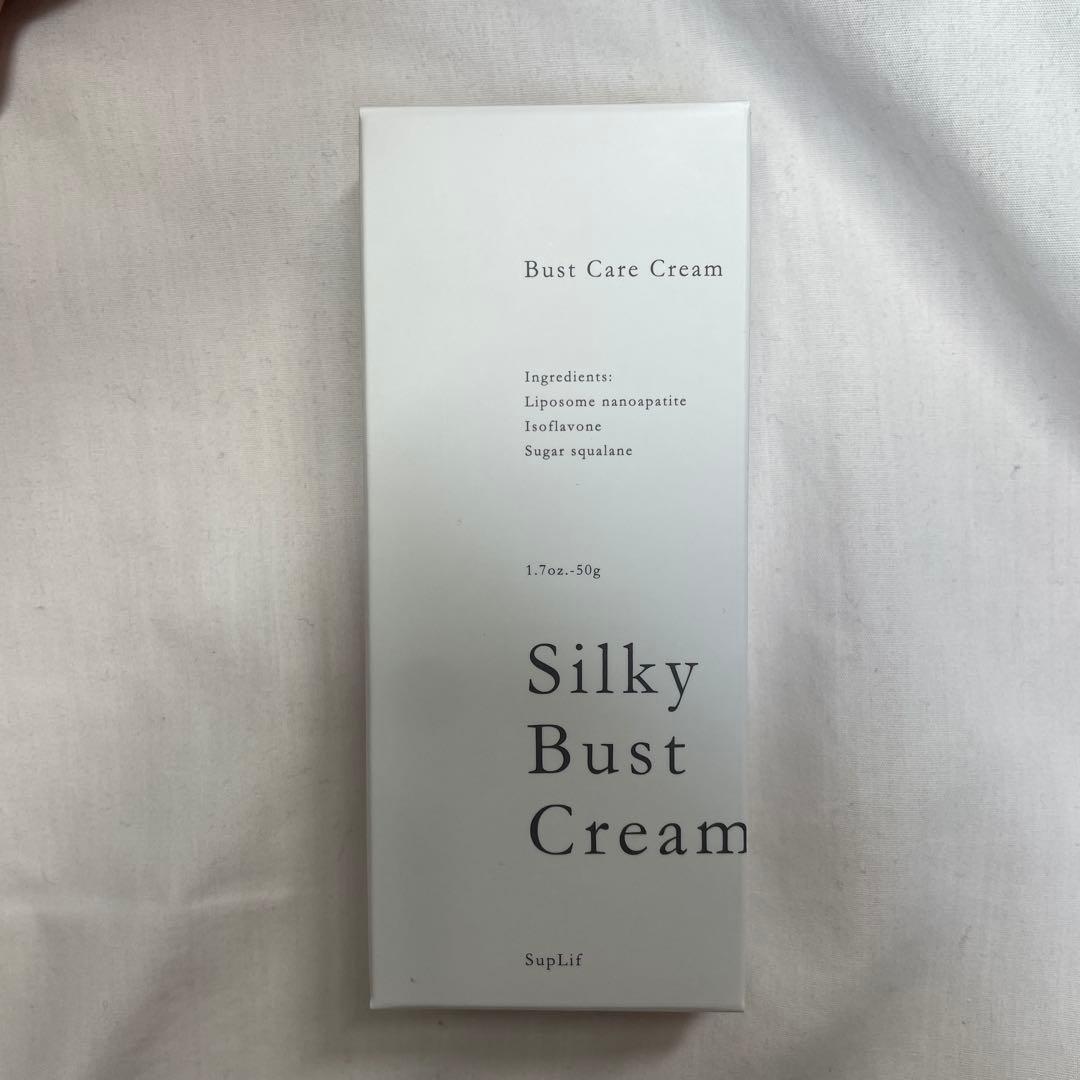 Bust Care Cream
Ingredients:
Liposome nanoapatite
Isoflavone
Sugar squalane
1.7oz.-50g
Silky
Bust
Cream
SupLif